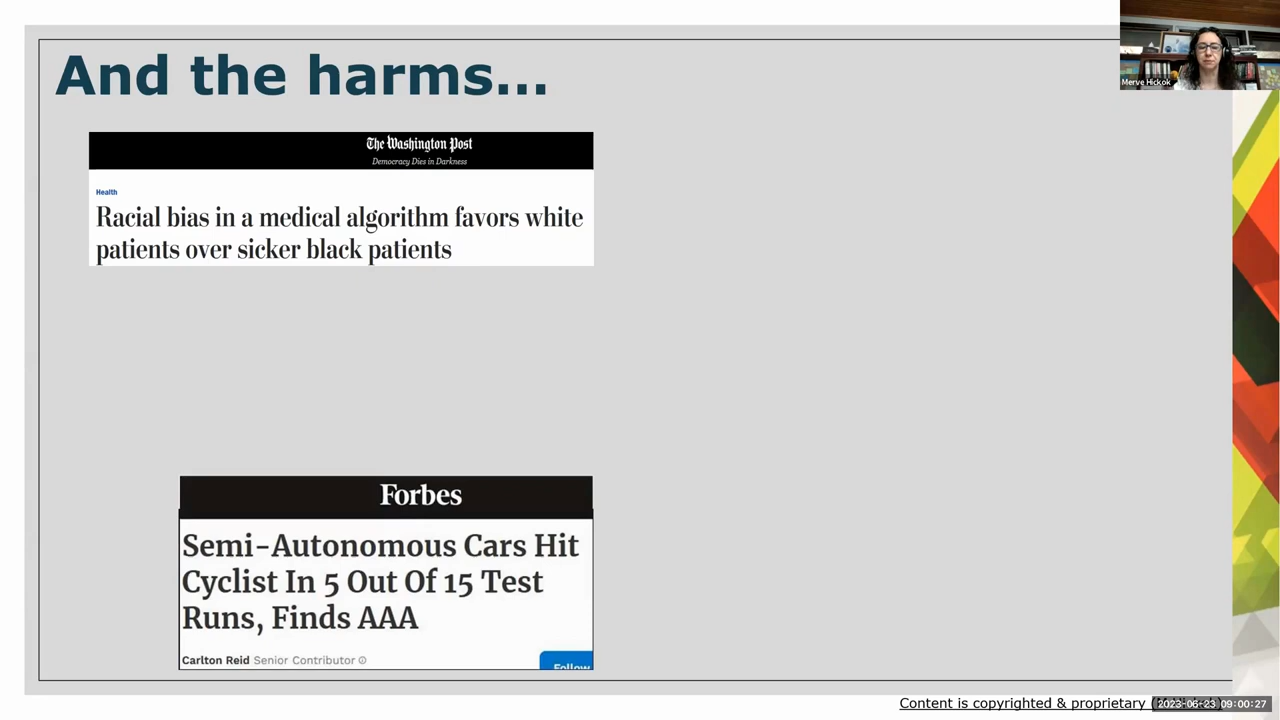 And the harms...
Merve Hickok
The Washington Post
Democracy Dies in Darkness
Health
Racial bias in a medical algorithm favors white
patients over sicker black patients
Forbes
Semi-Autonomous Cars Hit
Cyclist In 5 Out Of 15 Test
Runs, Finds AAA
Carlton Reid Senior Contributor
Follow
Content is copyrighted & proprietary
2023-06-23 09:00:27